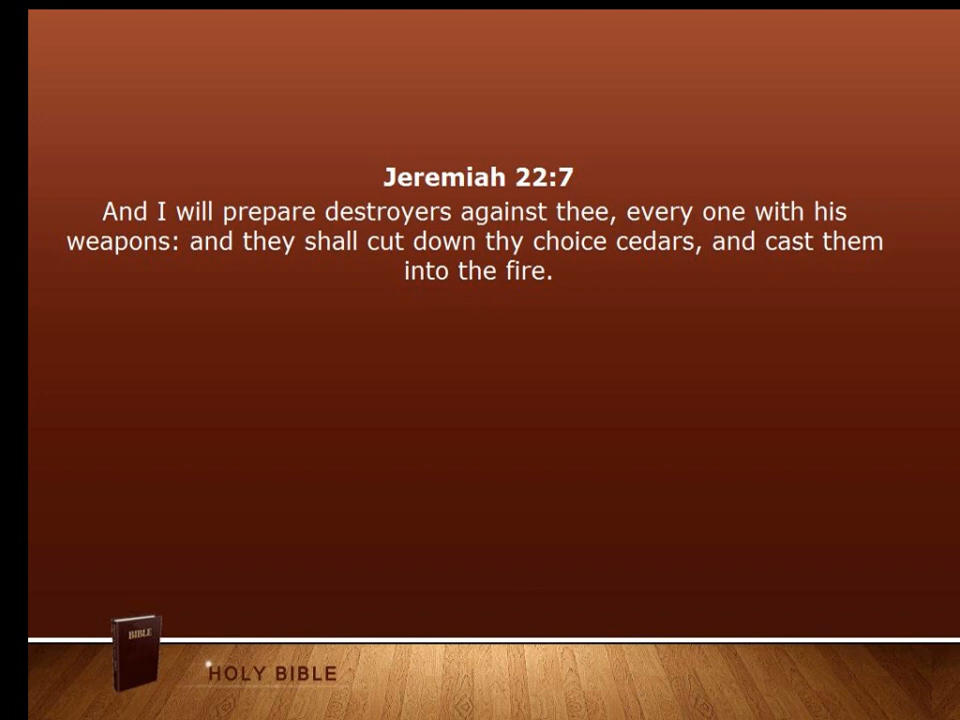 Jeremiah 22:7
And I will prepare destroyers against thee, every one with his
weapons: and they shall cut down thy choice cedars, and cast them
into the fire.
BIBLE
HOLY BIBLE